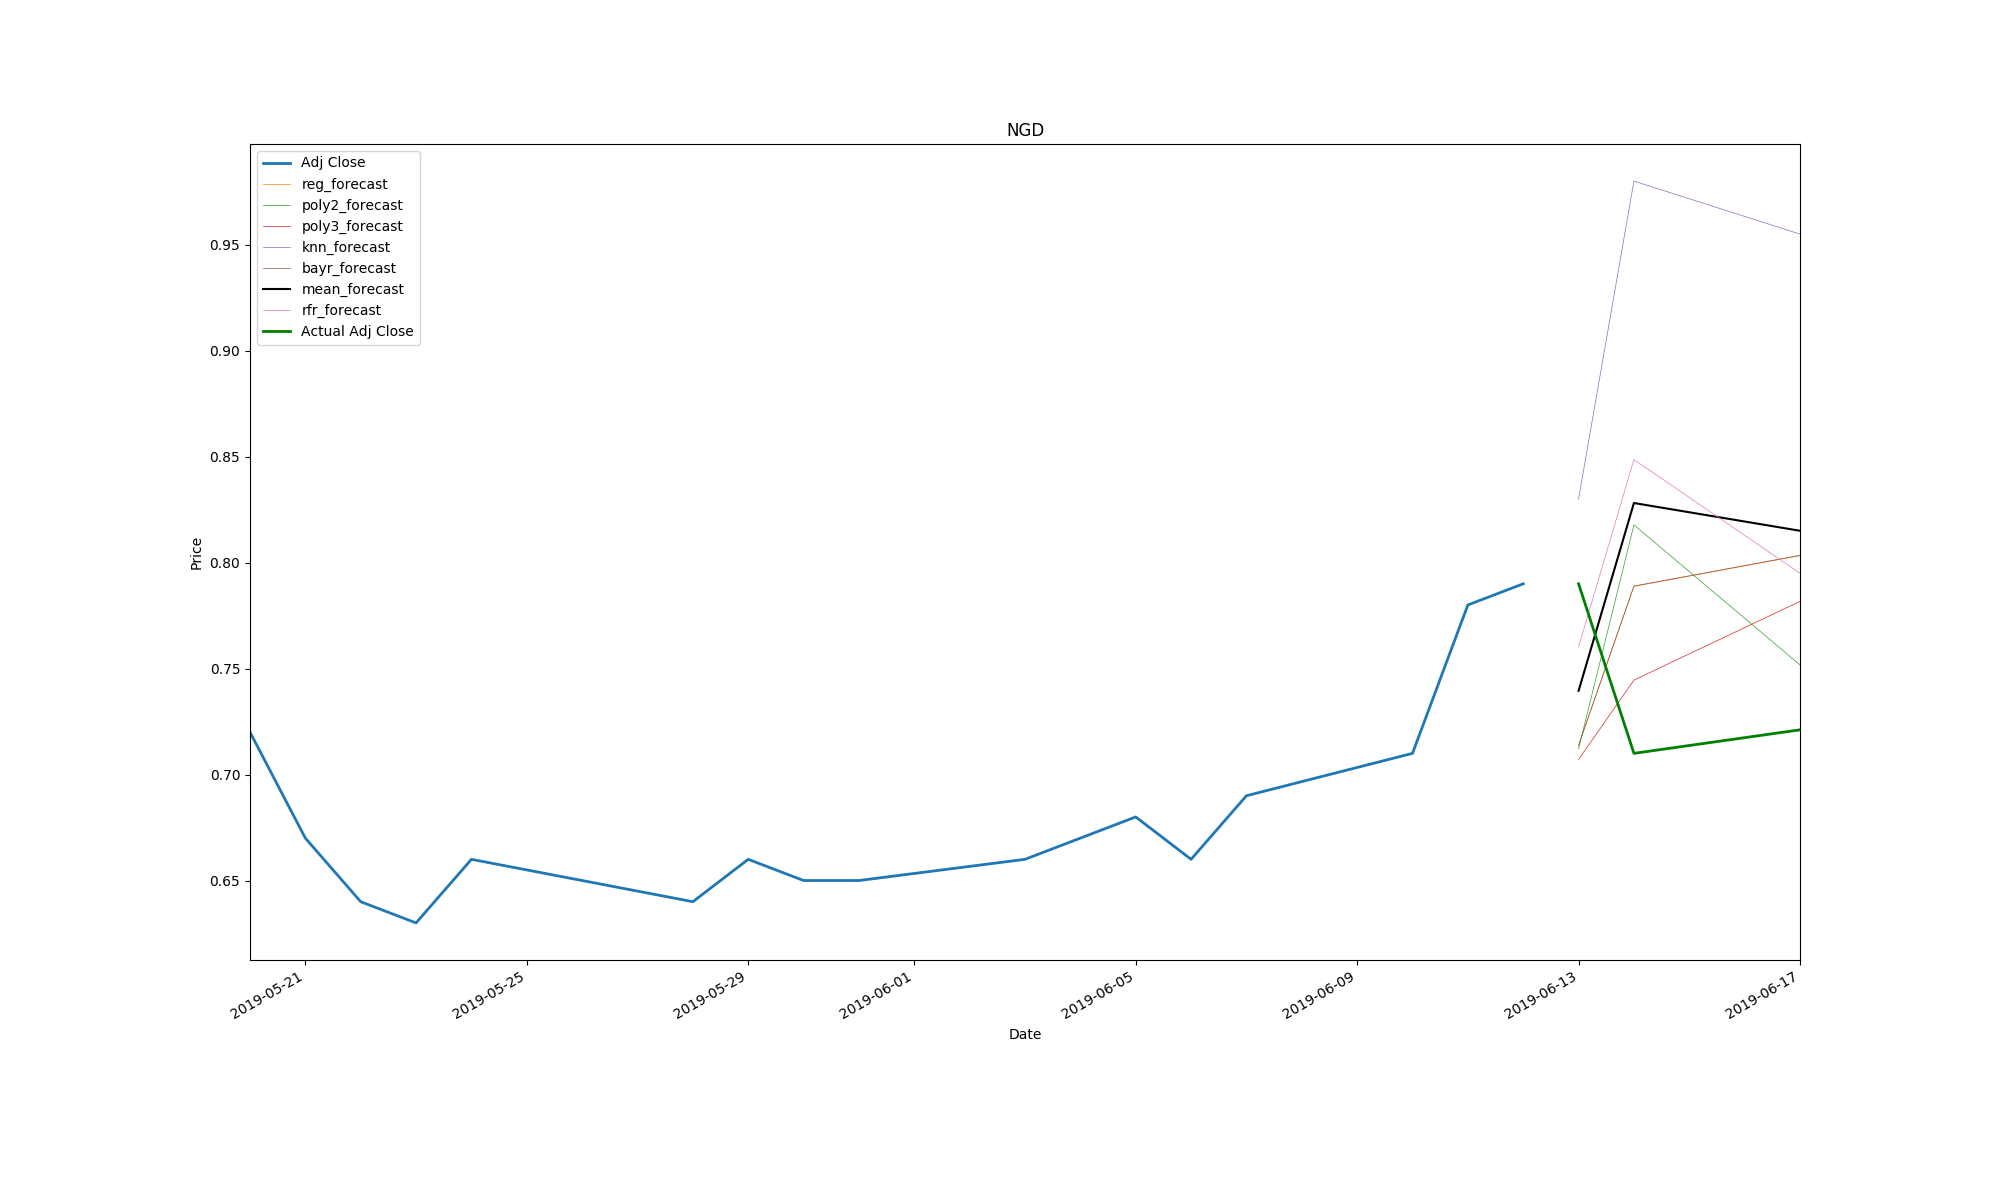 NGD
Adj Close
reg_forecast
poly2_forecast
poly3_forecast
knn_forecast
bayr_forecast
mean_forecast
rfr_forecast
Actual Adj Close
0.95
0.90
0.85
0.80
0.75
0.70
0.65
Price
2019-05-21
2019-05-25
2019-05-29
2019-06-01
2019-06-05
2019-06-09
2019-06-13
2019-06-17
Date